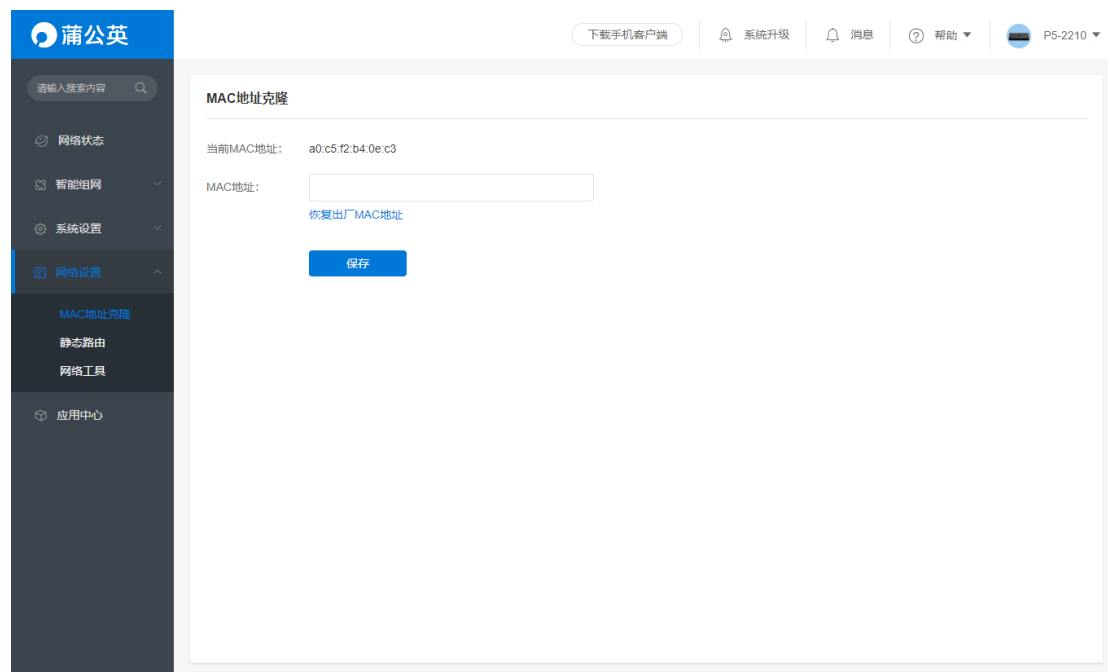 蒲公英
下载手机客户端 系统升级 消息 帮助 P5-2210
请输入搜索内容
网络状态
智能组网
系统设置
网络设置
MAC地址克隆
静态路由
网络工具
应用中心
MAC地址克隆
当前MAC地址: a0:c5:f2:b4:0e:c3
MAC地址:
恢复出厂MAC地址
保存